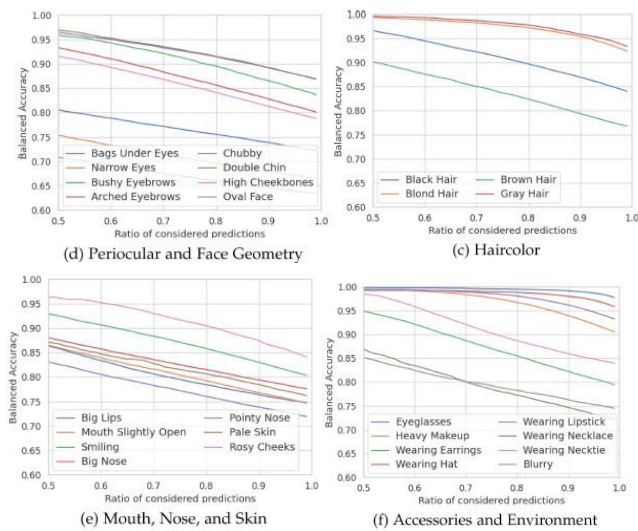 1.00
0.95
0.90
0.85
0.80
0.75
0.70
0.65
0.60
Balanced Accuracy
Bags Under Eyes
Narrow Eyes
Bushy Eyebrows
Arched Eyebrows
Chubby
Double Chin
High Cheekbones
Oval Face
0.5 0.6 0.7 0.8 0.9 1.0
Ratio of considered predictions
(d) Periocular and Face Geometry
1.00
0.95
0.90
0.85
0.80
0.75
0.70
0.65
0.60
Balanced Accuracy
Black Hair
Blond Hair
Brown Hair
Gray Hair
0.5 0.6 0.7 0.8 0.9 1.0
Ratio of considered predictions
(c) Haircolor
1.00
0.95
0.90
0.85
0.80
0.75
0.70
0.65
0.60
Balanced Accuracy
Big Lips
Mouth Slightly Open
Smiling
Big Nose
Pointy Nose
Pale Skin
Rosy Cheeks
0.5 0.6 0.7 0.8 0.9 1.0
Ratio of considered predictions
(e) Mouth, Nose, and Skin
1.00
0.95
0.90
0.85
0.80
0.75
0.70
0.65
0.60
Balanced Accuracy
Eyeglasses
Heavy Makeup
Wearing Earrings
Wearing Hat
Wearing Lipstick
Wearing Necklace
Wearing Necktie
Blurry
0.5 0.6 0.7 0.8 0.9 1.0
Ratio of considered predictions
(f) Accessories and Environment